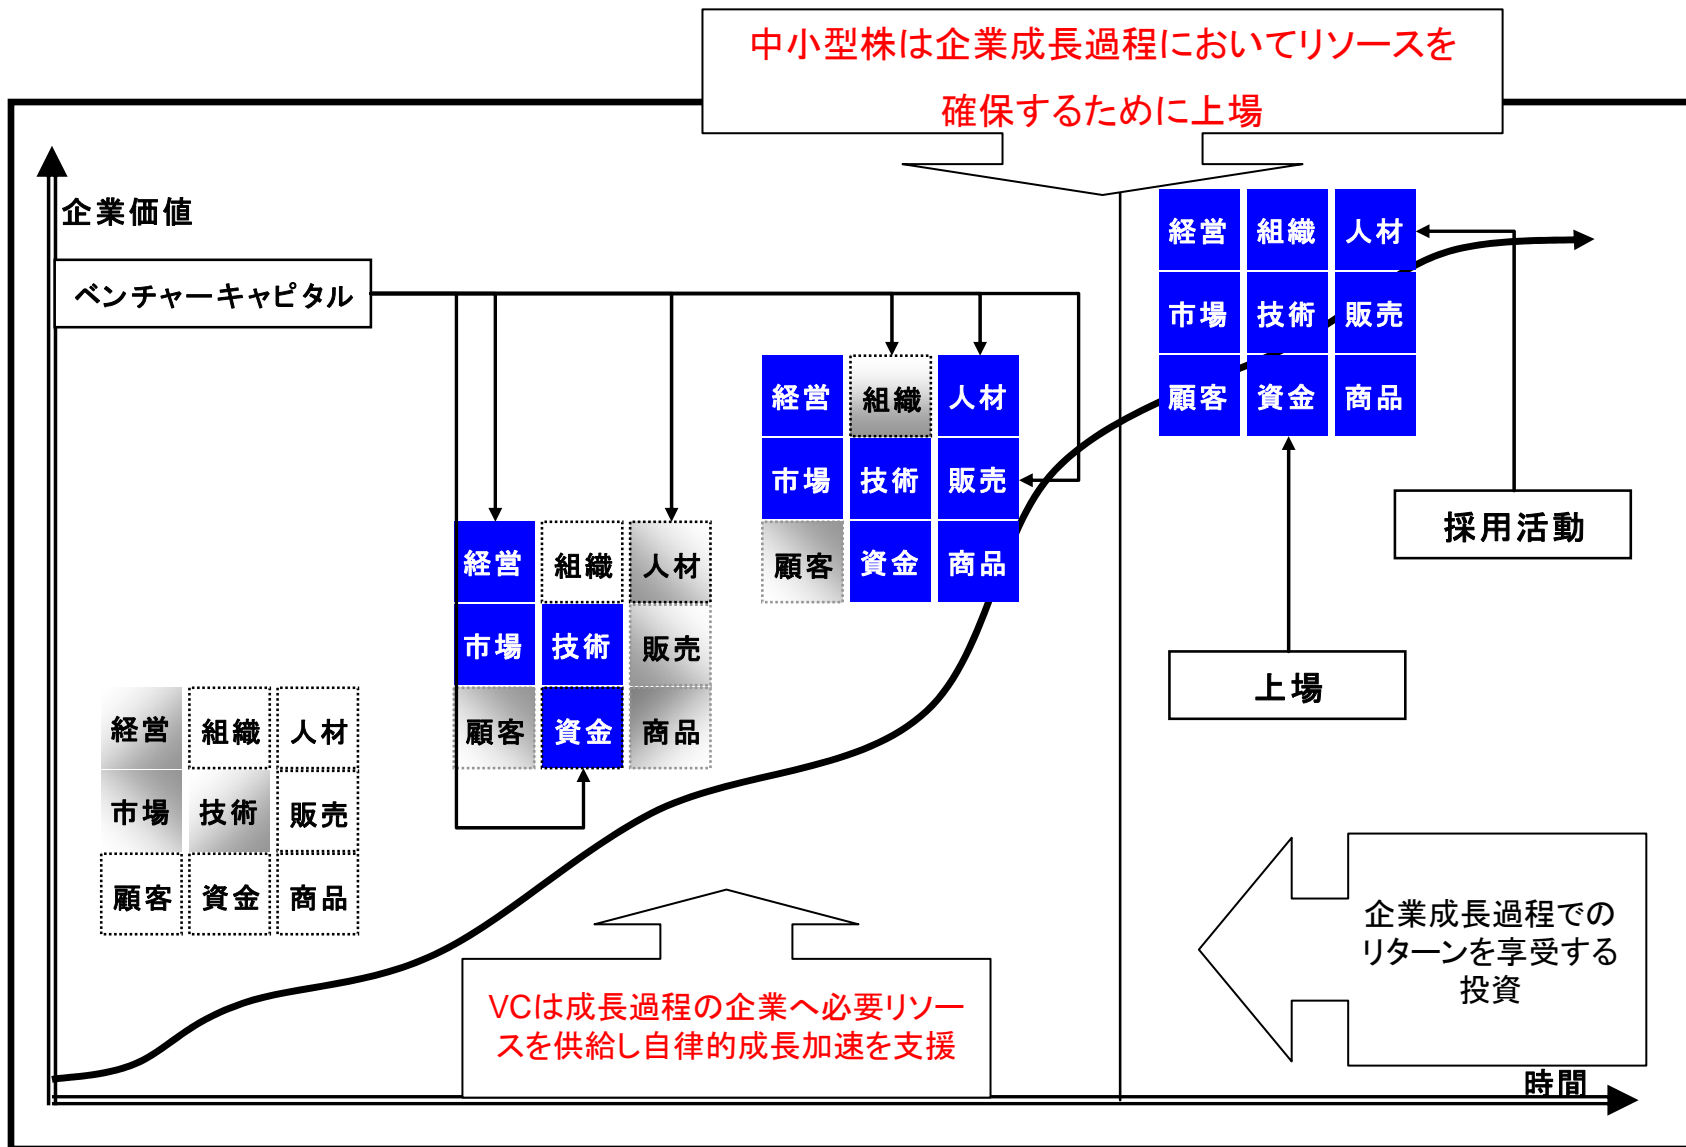 中小型株は企業成長過程においてリソースを
確保するために上場
企業価値
ベンチャーキャピタル
経営 組織 人材
市場 技術 販売
顧客 資金 商品
経営 組織 人材
市場 技術 販売
顧客 資金 商品
経営 組織 人材
市場 技術 販売
顧客 資金 商品
経営 組織 人材
市場 技術 販売
顧客 資金 商品
採用活動
上場
企業成長過程での
リターンを享受する
投資
VCは成長過程の企業へ必要リソー
スを供給し自律的成長加速を支援
時間